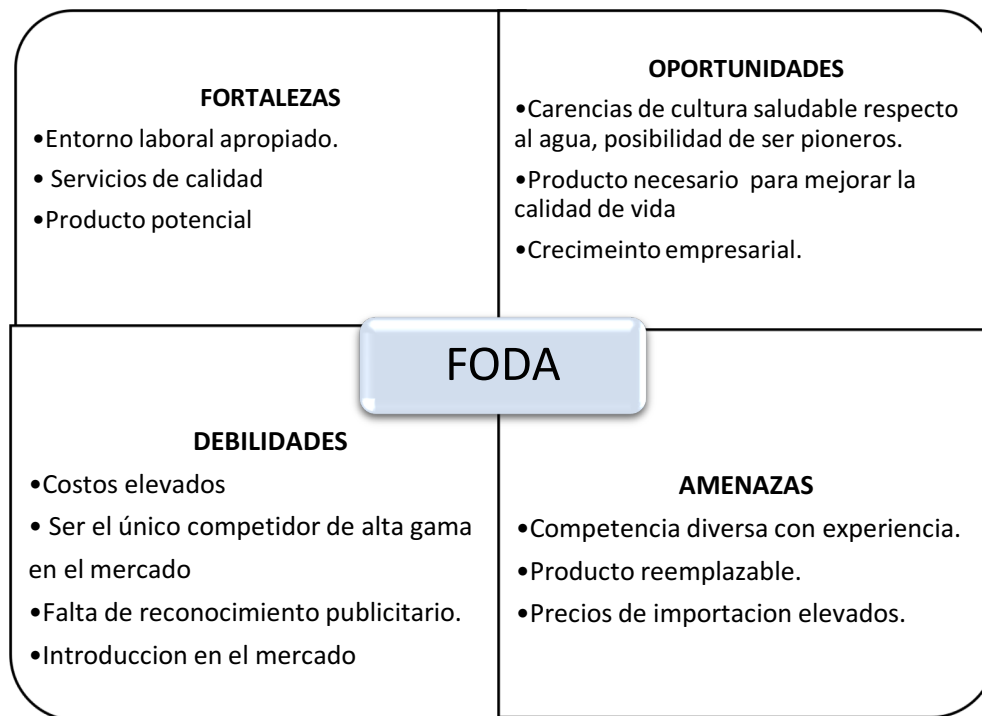 FORTALEZAS
•Entorno laboral apropiado.
• Servicios de calidad
•Producto potencial
OPORTUNIDADES
•Carencias de cultura saludable respecto
al agua, posibilidad de ser pioneros.
•Producto necesario para mejorar la
calidad de vida
•Crecimeinto empresarial.
FODA
DEBILIDADES
•Costos elevados
• Ser el único competidor de alta gama
en el mercado
•Falta de reconocimiento publicitario.
•Introduccion en el mercado
AMENAZAS
•Competencia diversa con experiencia.
•Producto reemplazable.
•Precios de importacion elevados.